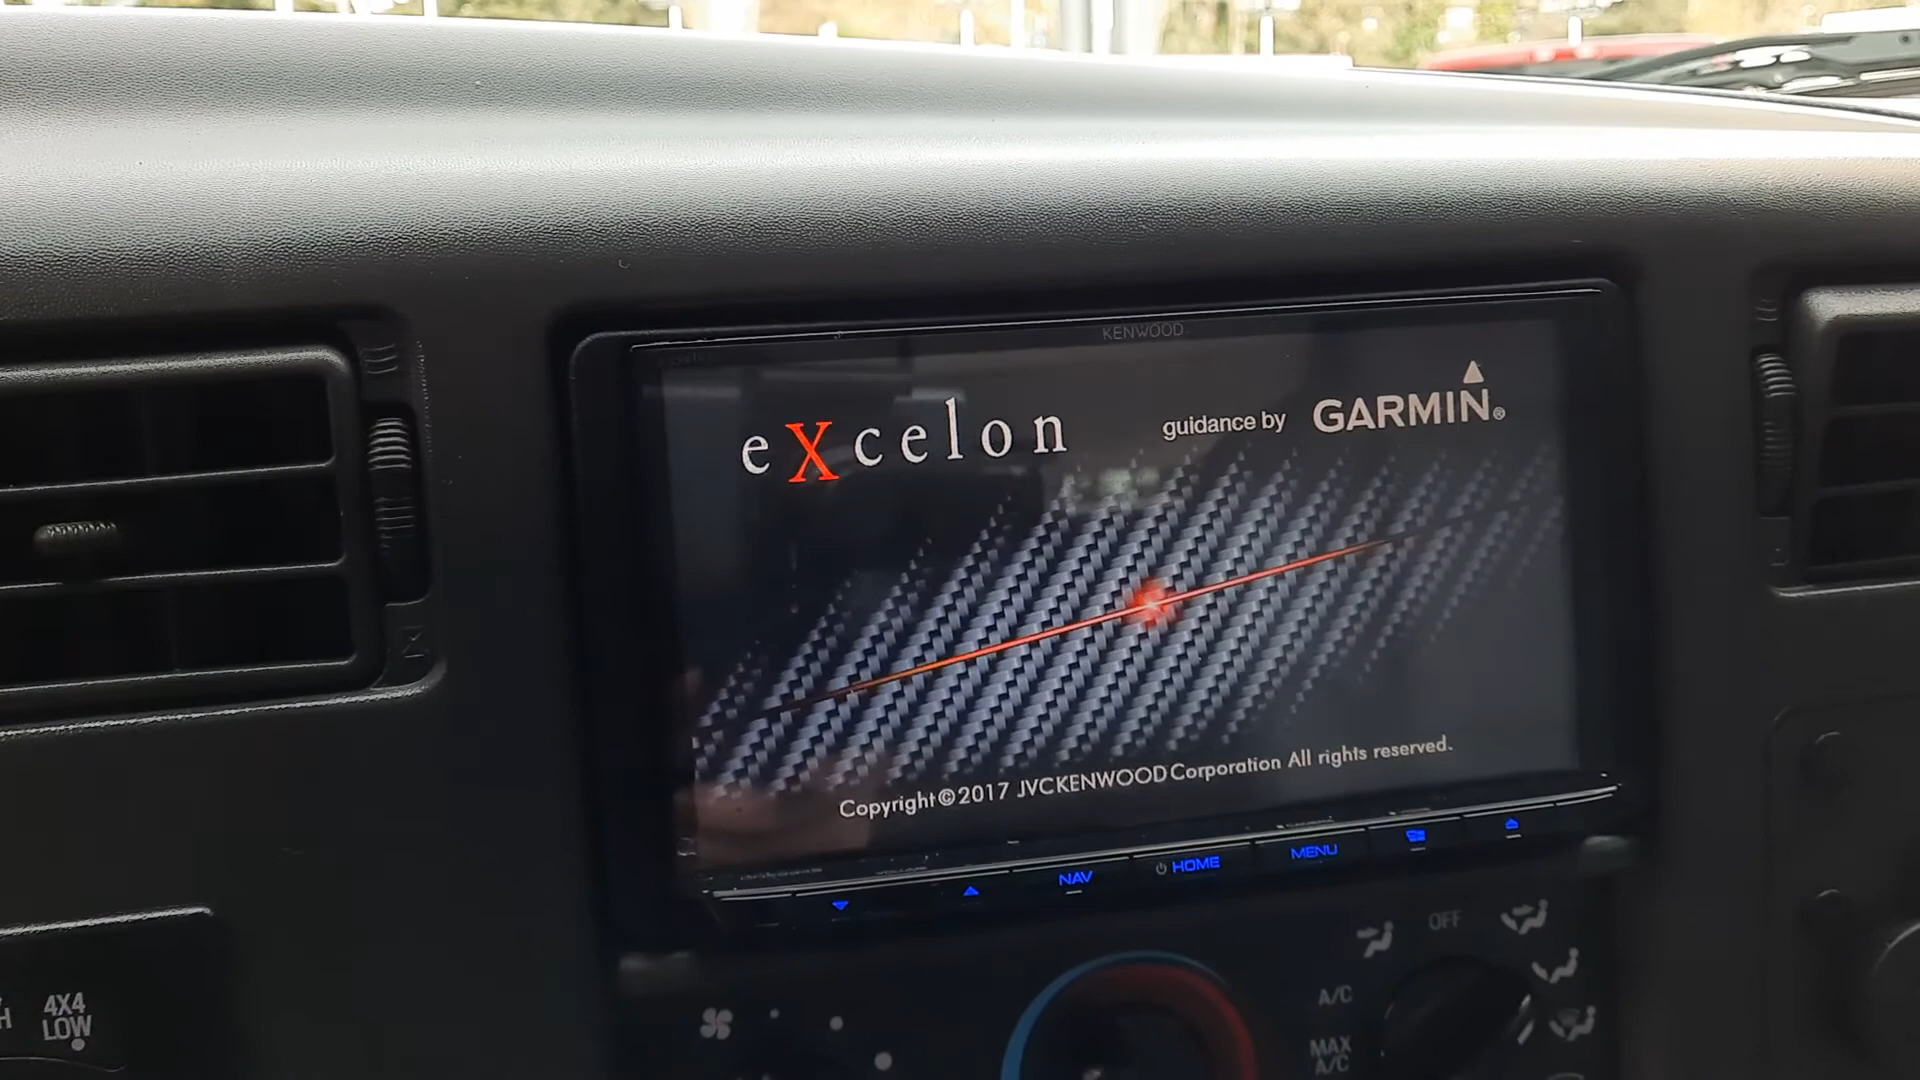 KENWOOD
eXcelon
guidance by GARMIN®
Copyright©2017 JVCKENWOOD Corporation All rights reserved.
NAV
HOME
MENU
OFF
A/C
MAX
A/C
4X4
LOW